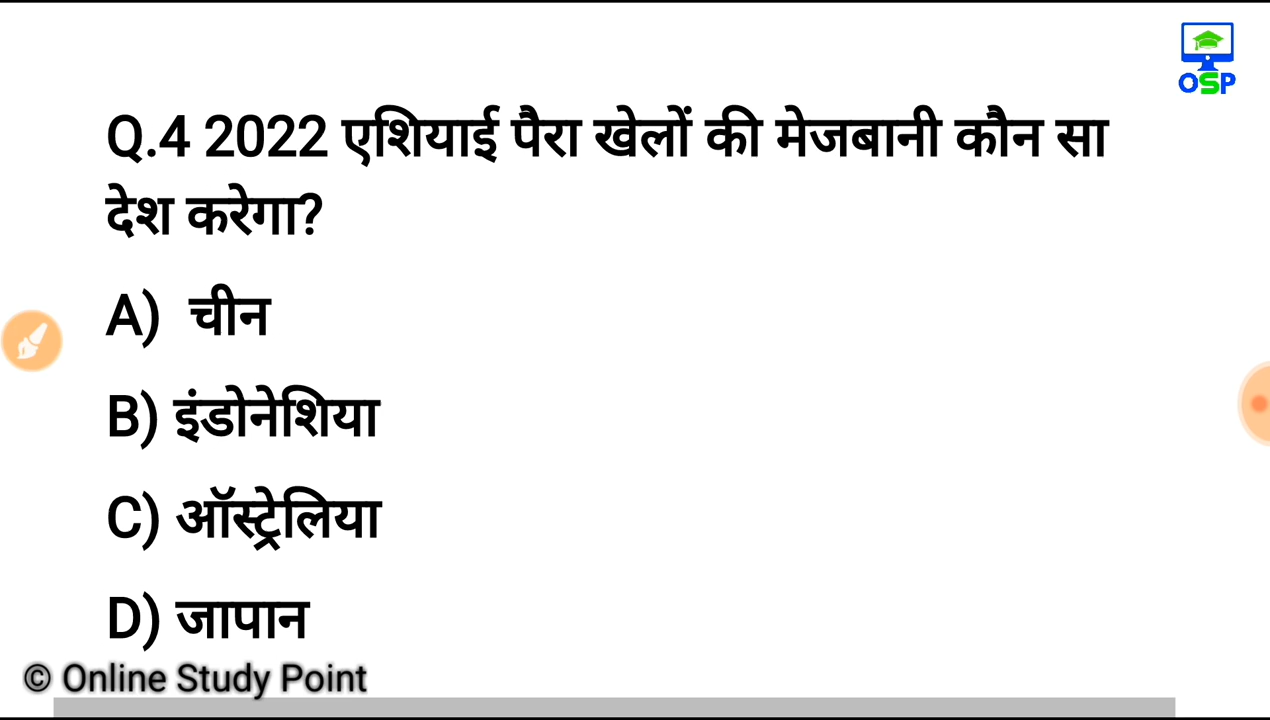 OSP
Q.4 2022 एशियाई पैरा खेलों की मेजबानी कौन सा
देश करेगा?
A) चीन
B) इंडोनेशिया
C) ऑस्ट्रेलिया
D) जापान
© Online Study Point